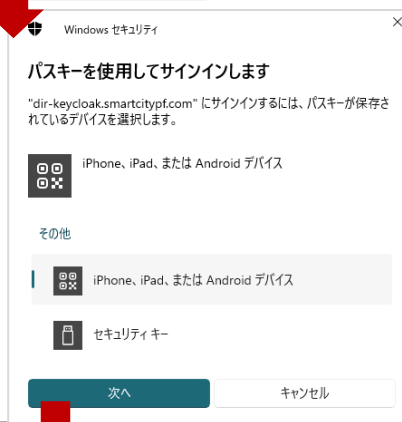 Windows セキュリティ
パスキーを使用してサインインします
"dir-keycloak.smartcitypf.com" にサインインするには、パスキーが保存さ
れているデバイスを選択します。
iPhone、iPad、または Android デバイス
その他
iPhone、iPad、または Android デバイス
セキュリティ キー
次へ
キャンセル